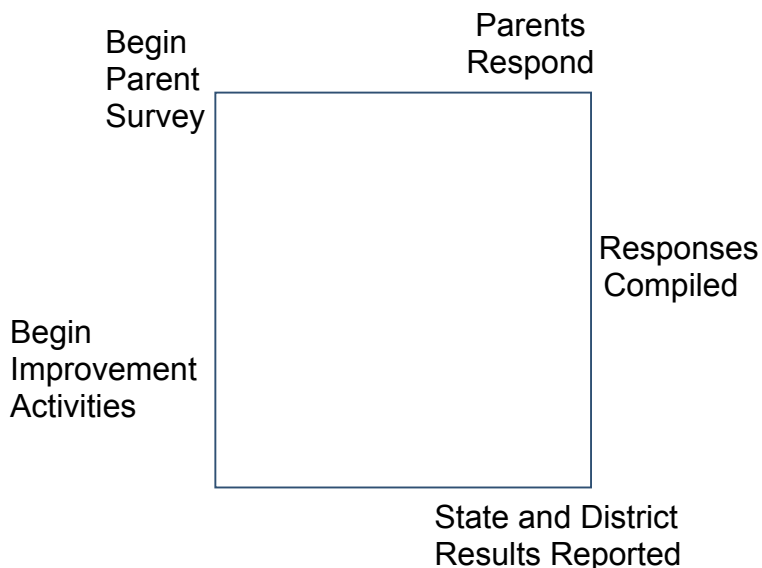 Begin
Parent
Survey
Parents
Respond
Responses
Compiled
State and District
Results Reported
Begin
Improvement
Activities